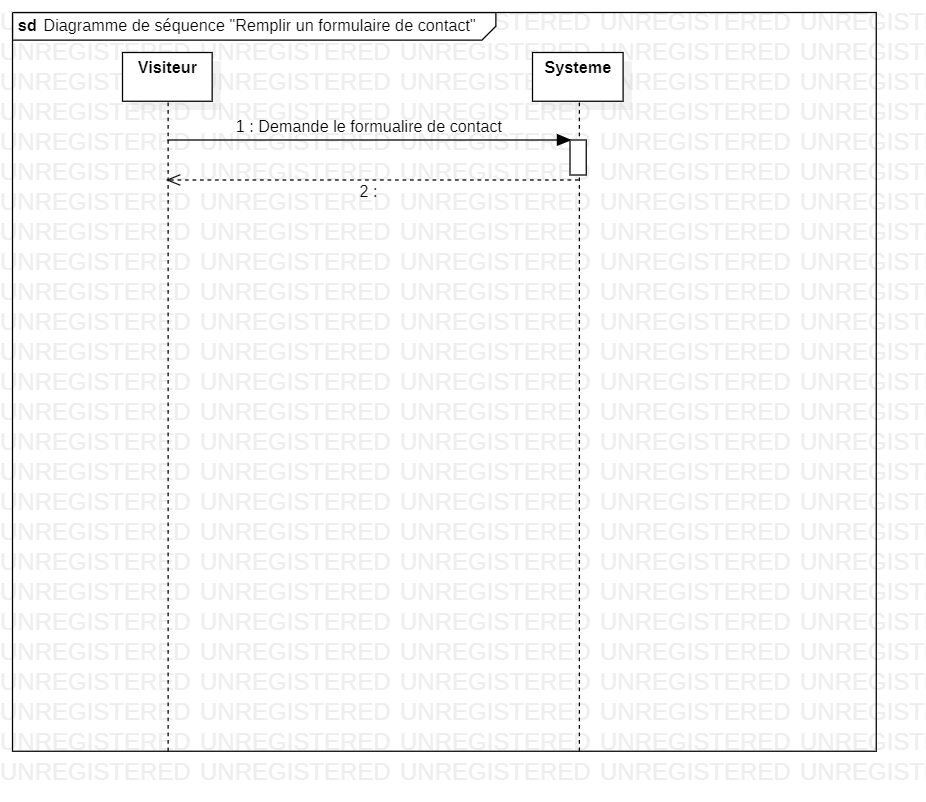 sd Diagramme de séquence "Remplir un formulaire de contact"
Visiteur
Systeme
1 : Demande le formualire de contact
2 :
UNREGISTERED UNREGISTERED UNREGISTERED UNREGISTERED UNREGIST